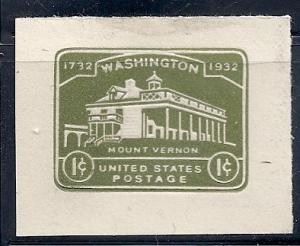 1732 WASHINGTON 1932
MOUNT VERNON
1¢ UNITED STATES 1¢
POSTAGE